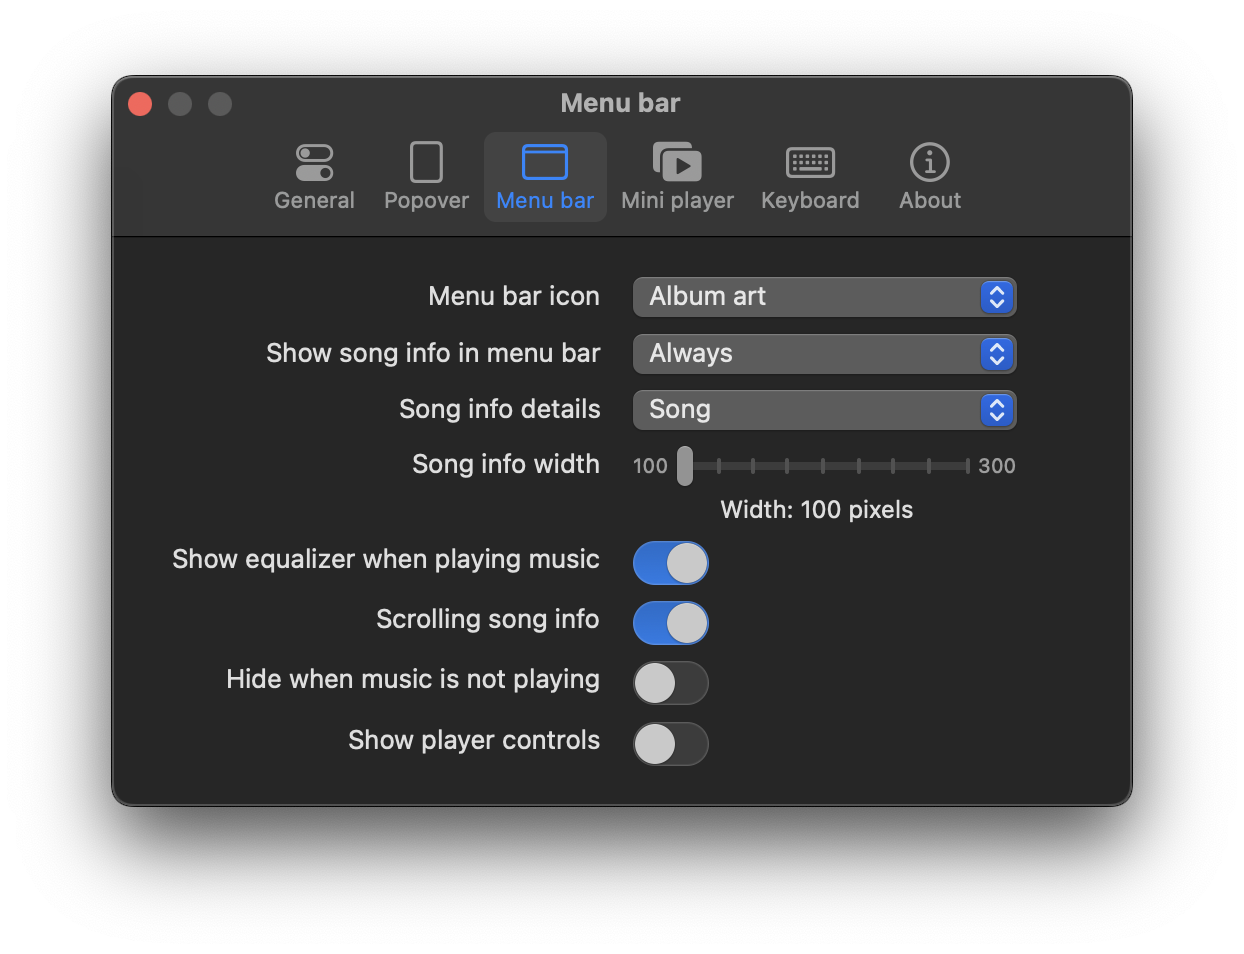 Menu bar
General Popover Menu bar Mini player Keyboard About
Menu bar icon Album art
Show song info in menu bar Always
Song info details Song
Song info width 100 300
Width: 100 pixels
Show equalizer when playing music
Scrolling song info
Hide when music is not playing
Show player controls